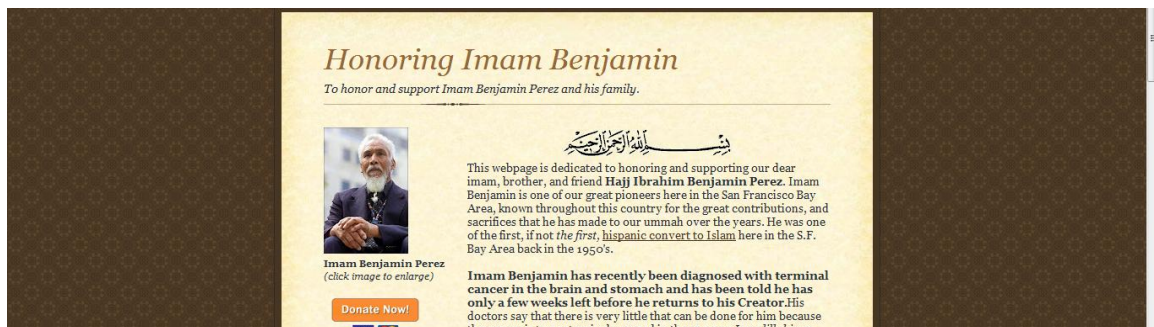 Honoring Imam Benjamin
To honor and support Imam Benjamin Perez and his family.
بِسْمِ اللهِ الرَّحْمٰنِ الرَّحِيْمِ
This webpage is dedicated to honoring and supporting our dear
imam, brother, and friend Hajj Ibrahim Benjamin Perez. Imam
Benjamin is one of our great pioneers here in the San Francisco Bay
Area, known throughout this country for the great contributions, and
sacrifices that he has made to our ummah over the years. He was one
of the first, if not the first, hispanic convert to Islam here in the S.F.
Bay Area back in the 1950's.
Imam Benjamin has recently been diagnosed with terminal
cancer in the brain and stomach and has been told he has
only a few weeks left before he returns to his Creator.His
doctors say that there is very little that can be done for him because
Imam Benjamin Perez
(click image to enlarge)
Donate Now!